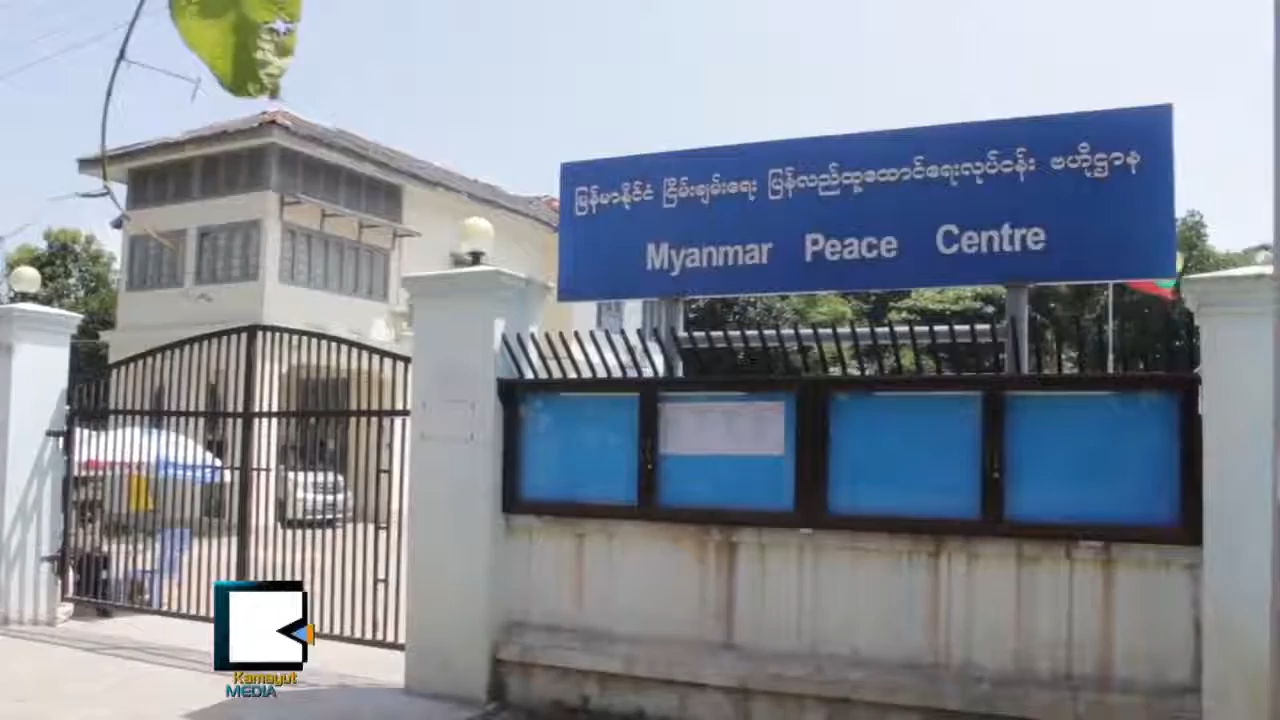 မြန်မာနိုင်ငံ ငြိမ်းချမ်းရေး ပြန်လည်ထူထောင်ရေးလုပ်ငန်း ဗဟိုဌာန
Myanmar Peace Centre
Kamayut
MEDIA